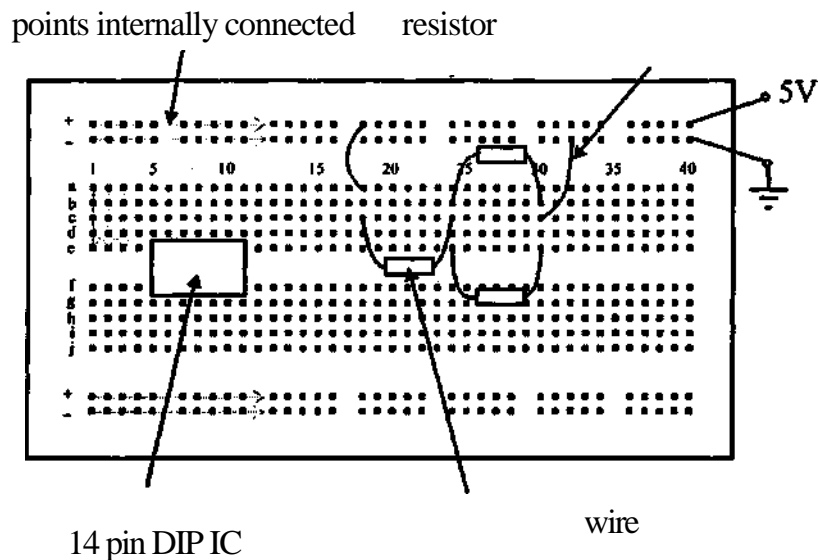 points internally connected resistor
5V
+
-
1 5 10 15 20 25 30 35 40
a
b
c
d
e
f
g
h
i
j
+
-
14 pin DIP IC
wire